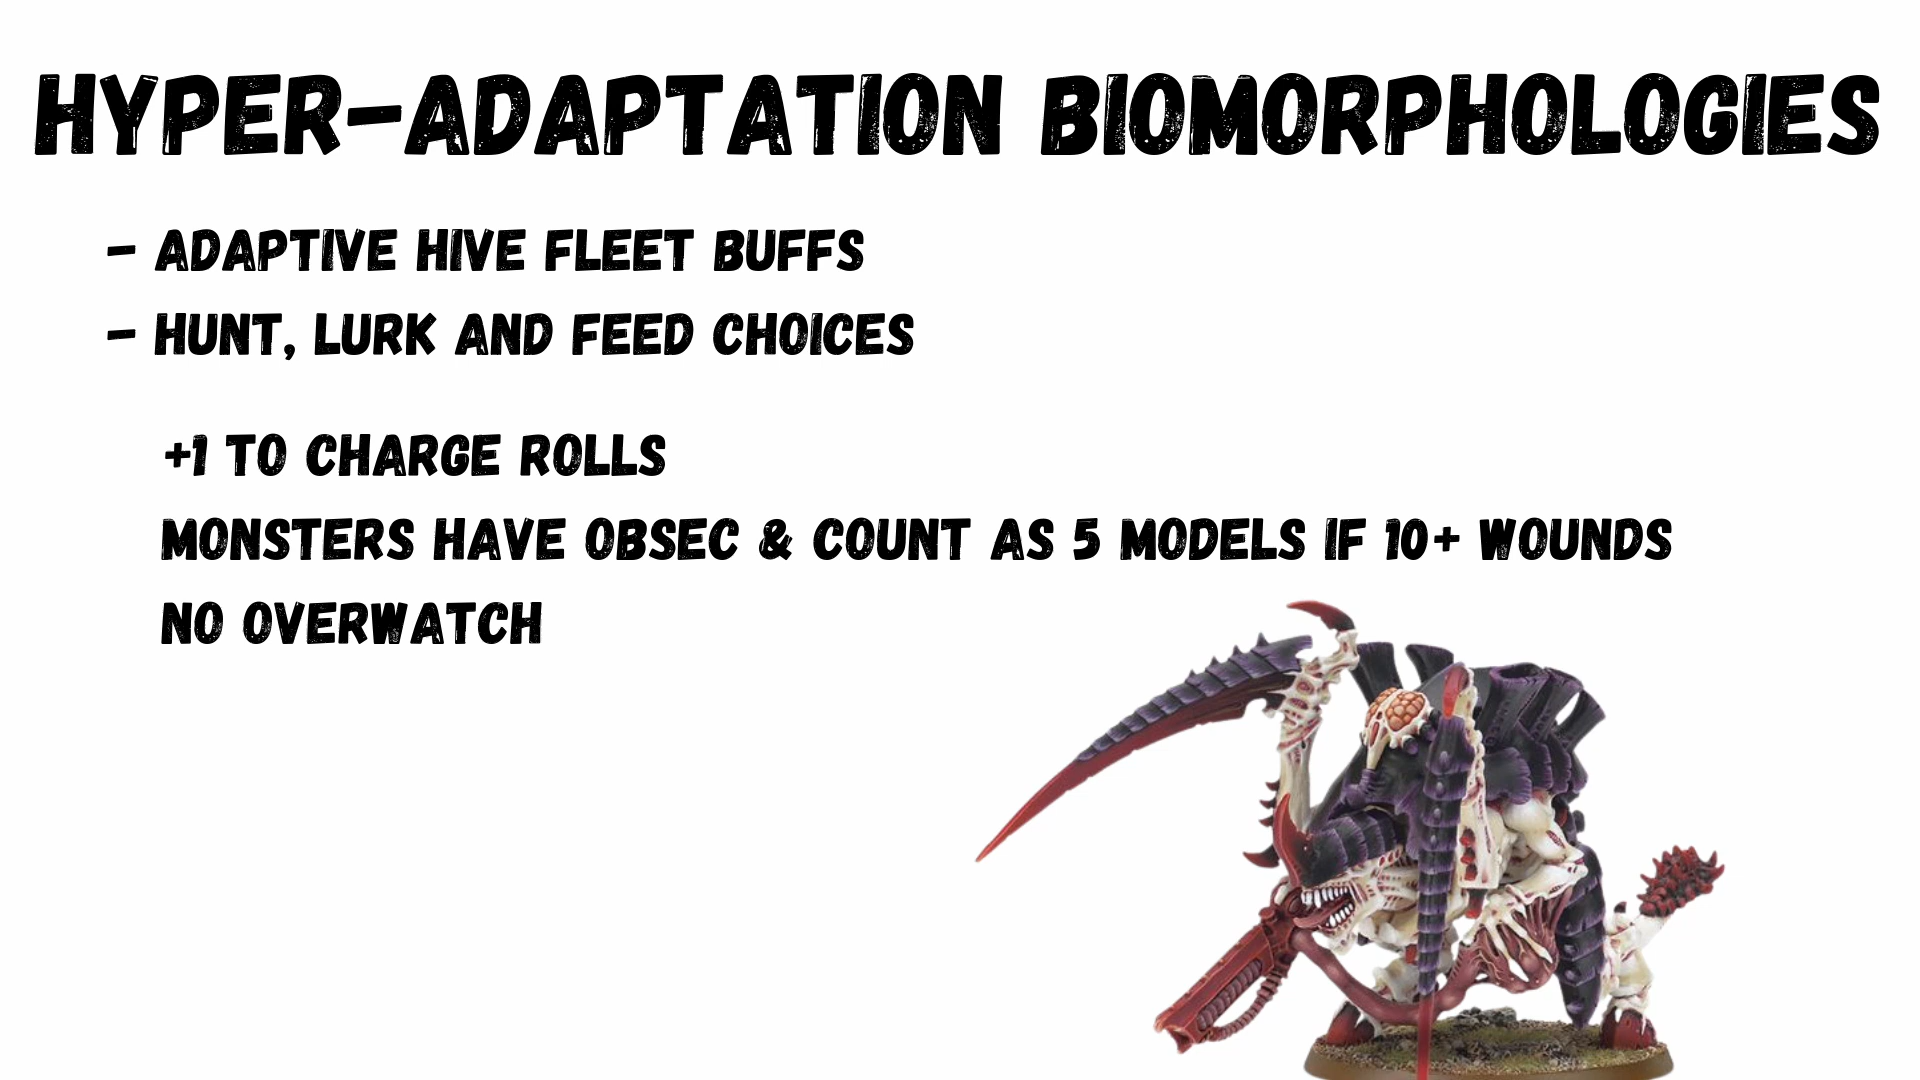 HYPER-ADAPTATION BIOMORPHOLOGIES
- ADAPTIVE HIVE FLEET BUFFS
- HUNT, LURK AND FEED CHOICES
+1 TO CHARGE ROLLS
MONSTERS HAVE OBSEC & COUNT AS 5 MODELS IF 10+ WOUNDS
NO OVERWATCH